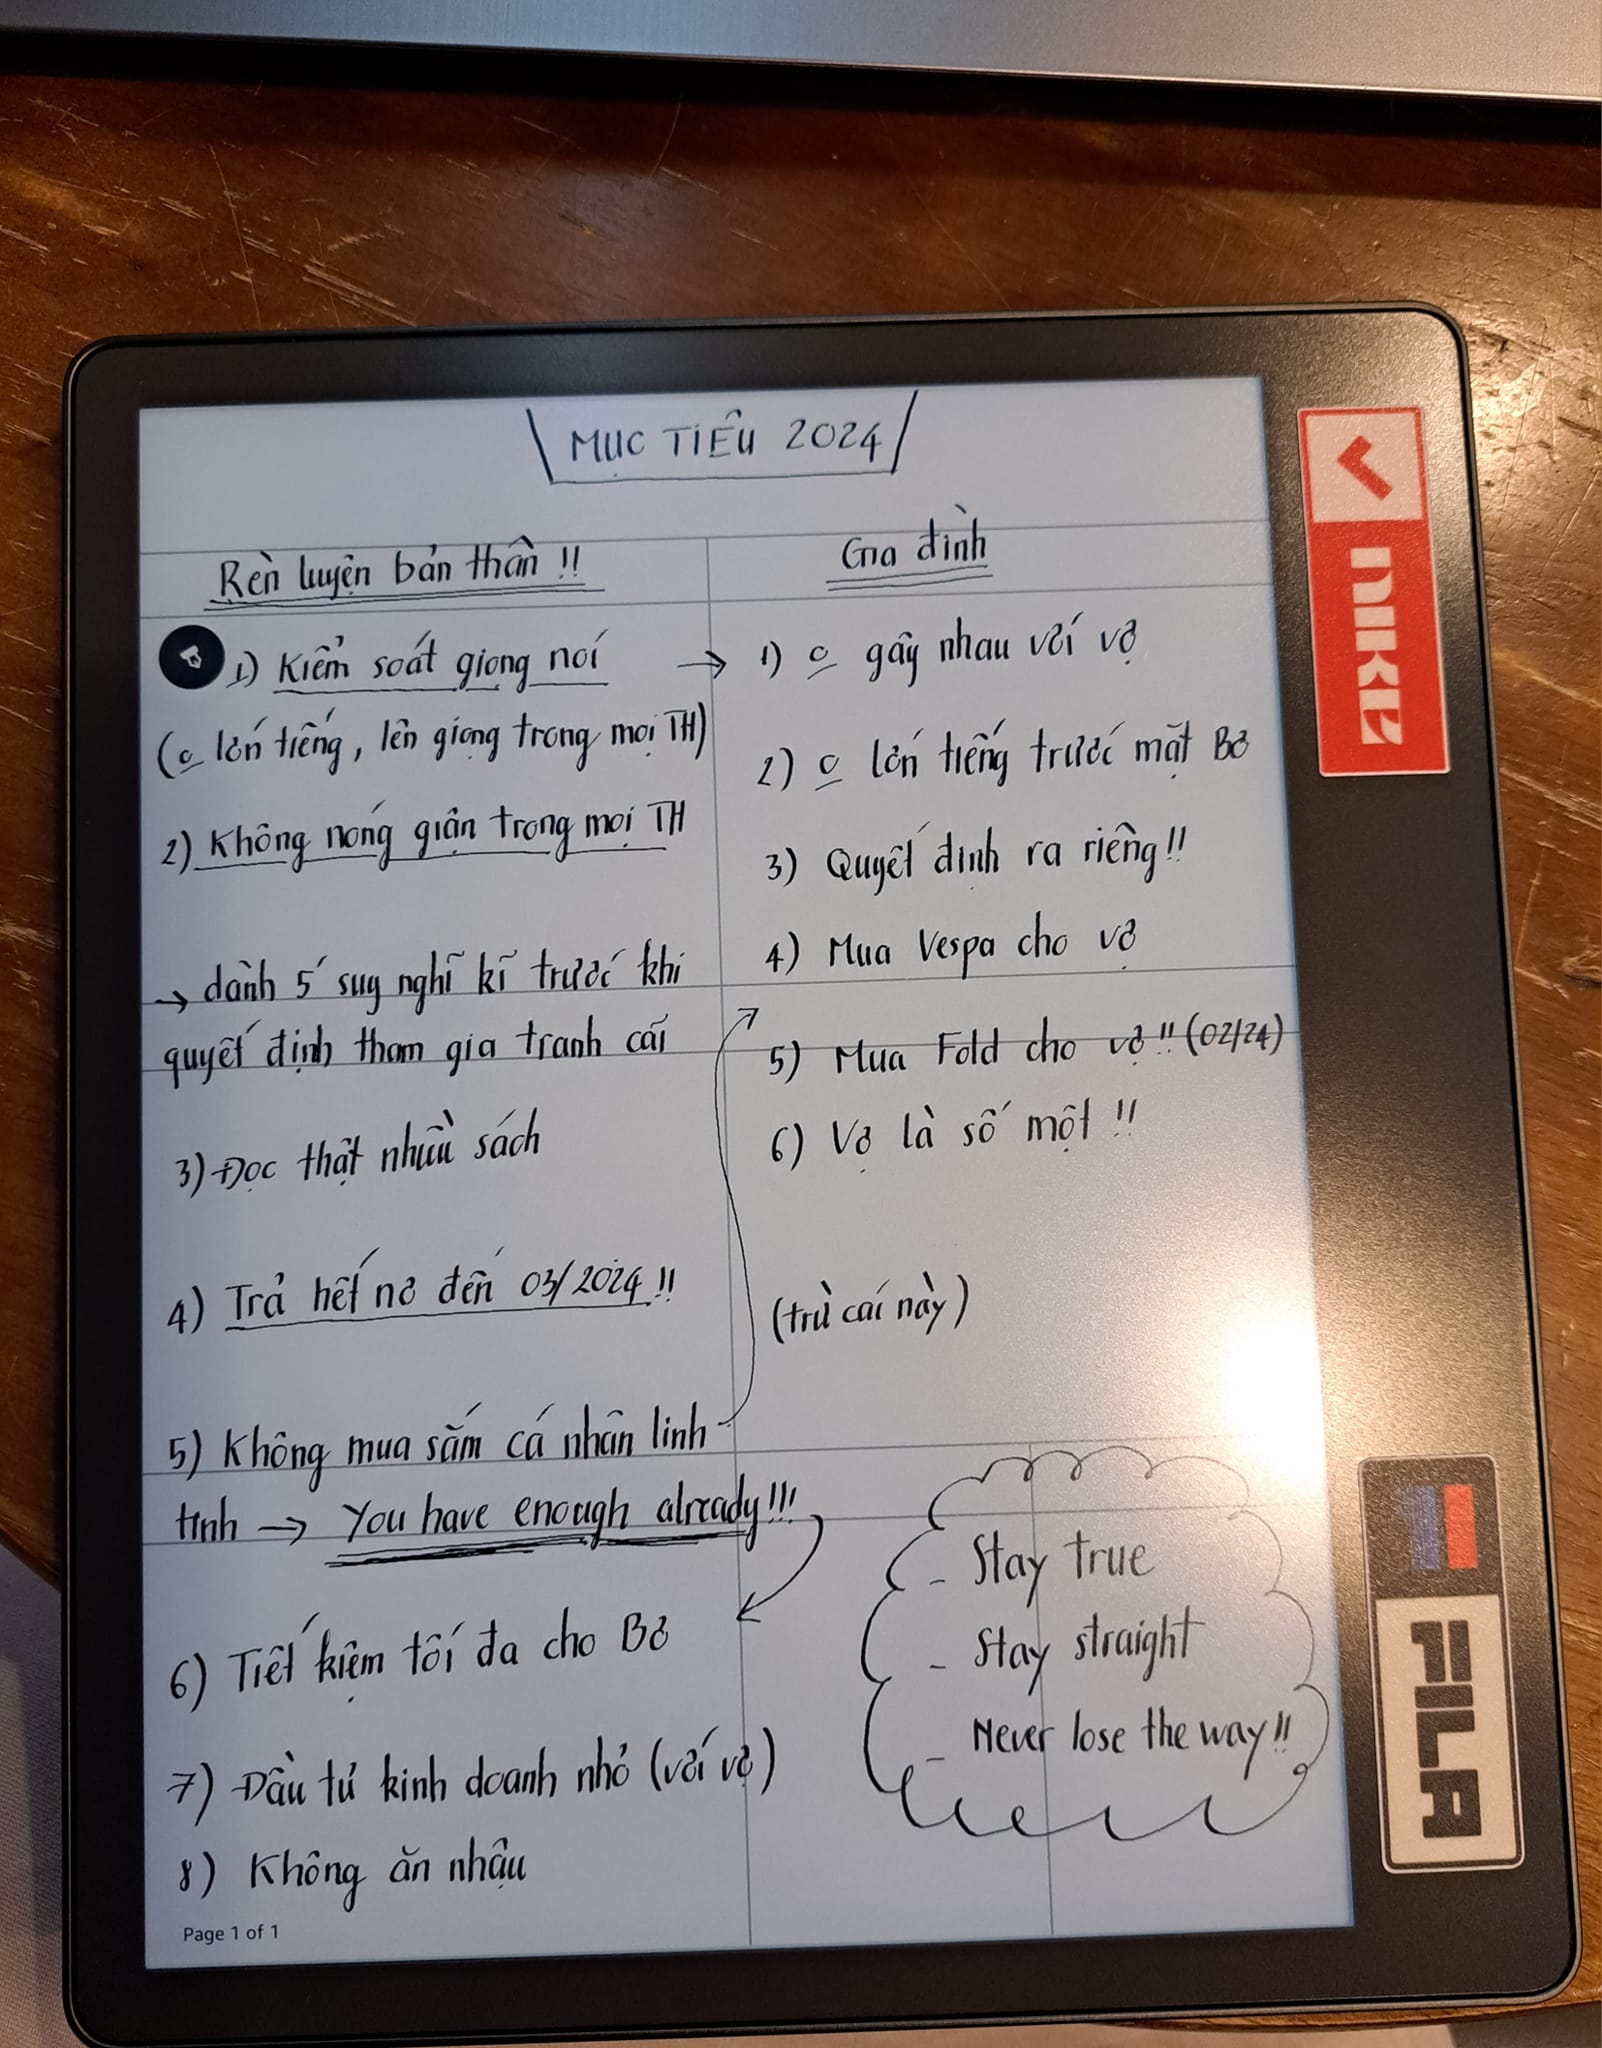 MỤC TIÊU 2024
Rèn luyện bản thân !!
1) Kiểm soát giọng nói →
(o lớn tiếng, lên giọng trong mọi TH)
2) Không nóng giận trong mọi TH
→ dành 5' suy nghĩ kĩ trước khi
quyết định tham gia tranh cãi
3) Đọc thật nhiều sách
4) Trả hết nợ đến 03/2024 !!
5) Không mua sắm cá nhân linh
tinh → You have enough already!!!
6) Tiết kiệm tối đa cho Bơ
7) Đầu tư kinh doanh nhỏ (với vợ)
8) Không ăn nhậu
Page 1 of 1
Gia đình
1) o gây nhau với vợ
2) o lớn tiếng trước mặt Bơ
3) Quyết định ra riêng!!
4) Mua Vespa cho vợ
5) Mua Fold cho vợ !! (02/24)
6) Vợ là số một !!
(trừ cái này)
- Stay true
- Stay straight
- Never lose the way !!
NIKE
FILA